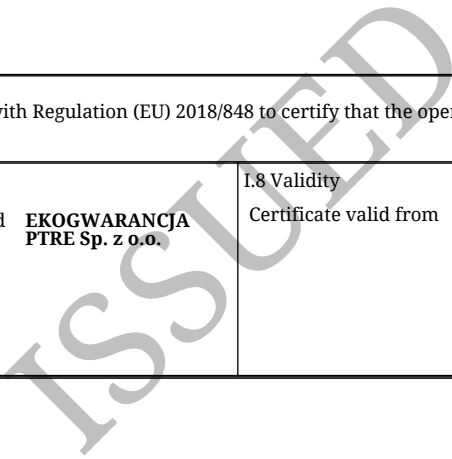 with Regulation (EU) 2018/848 to certify that the oper
I.8 Validity
EKOGWARANCJA
PTRE Sp. z o.o.
Certificate valid from
ISSUED